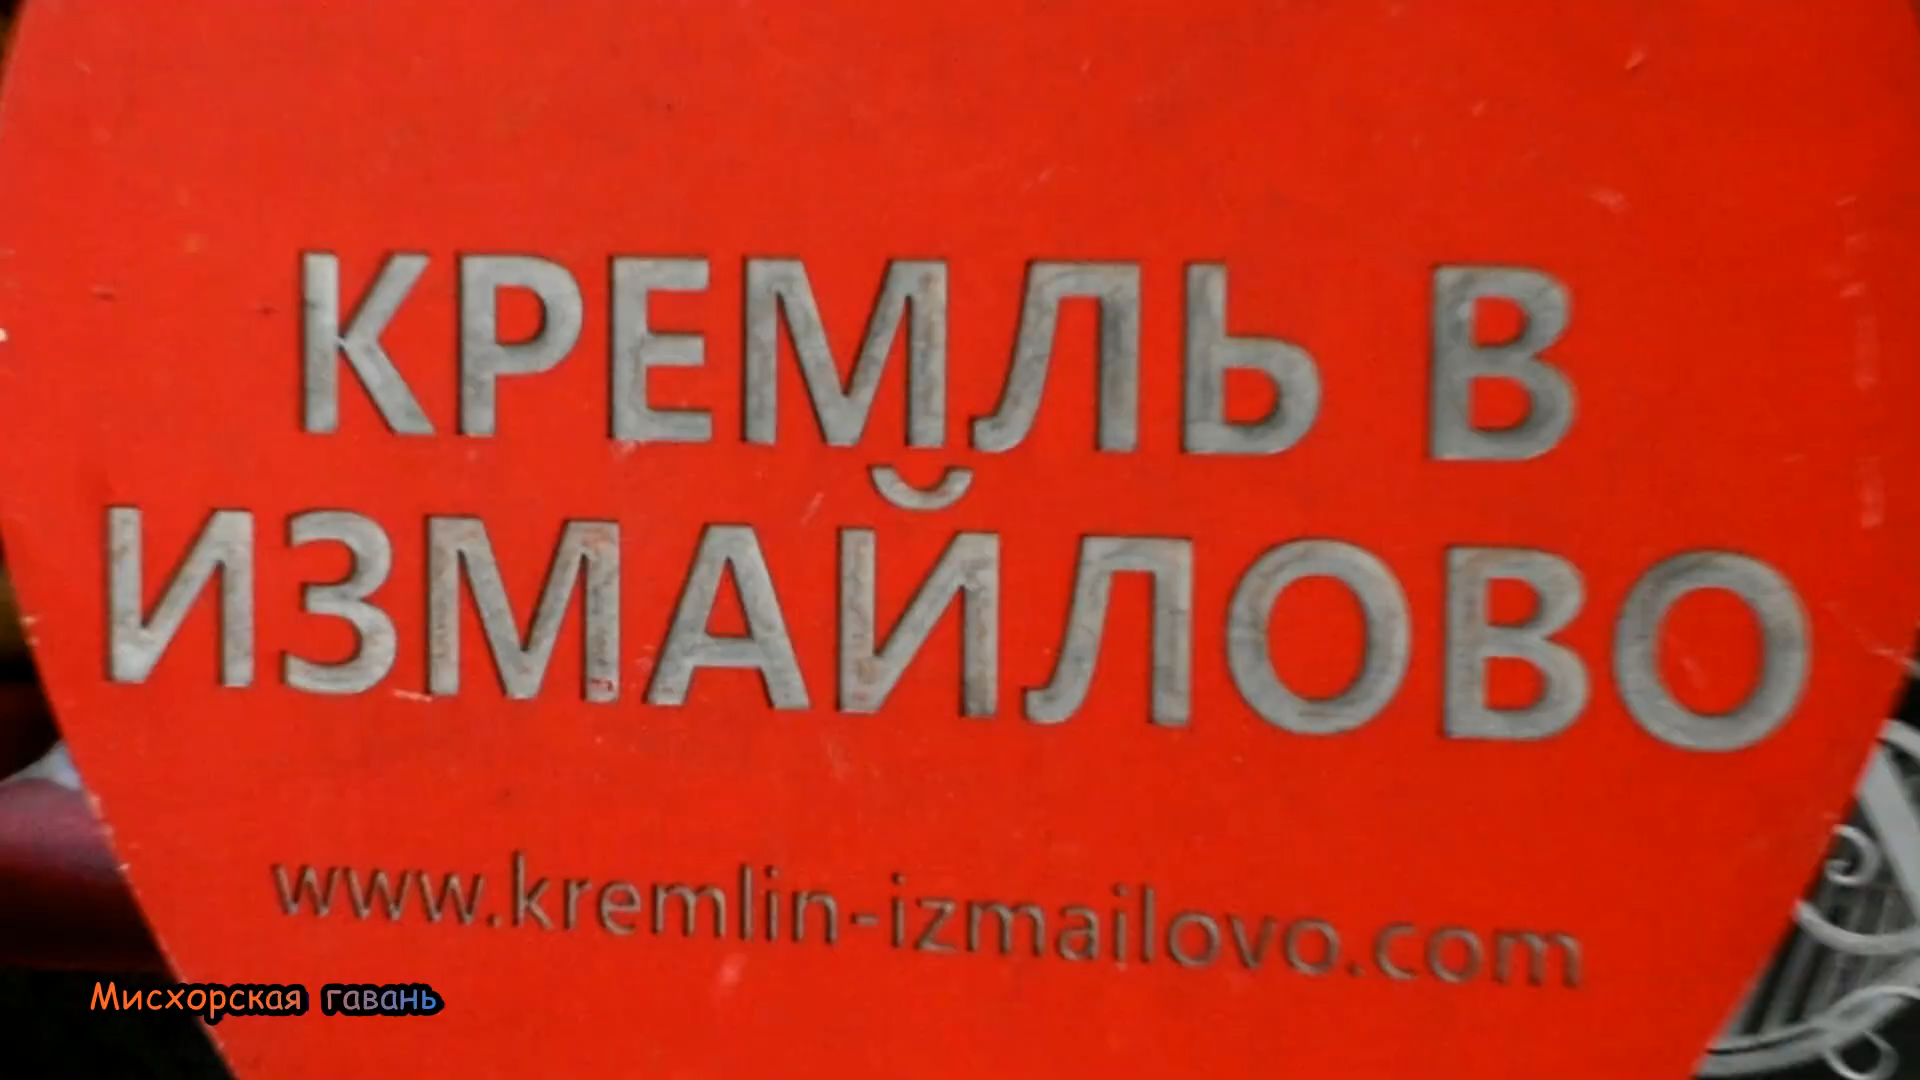 КРЕМЛЬ В
ИЗМАЙЛОВО
www.kremlin-izmailovo.com
Мисхорская гавань